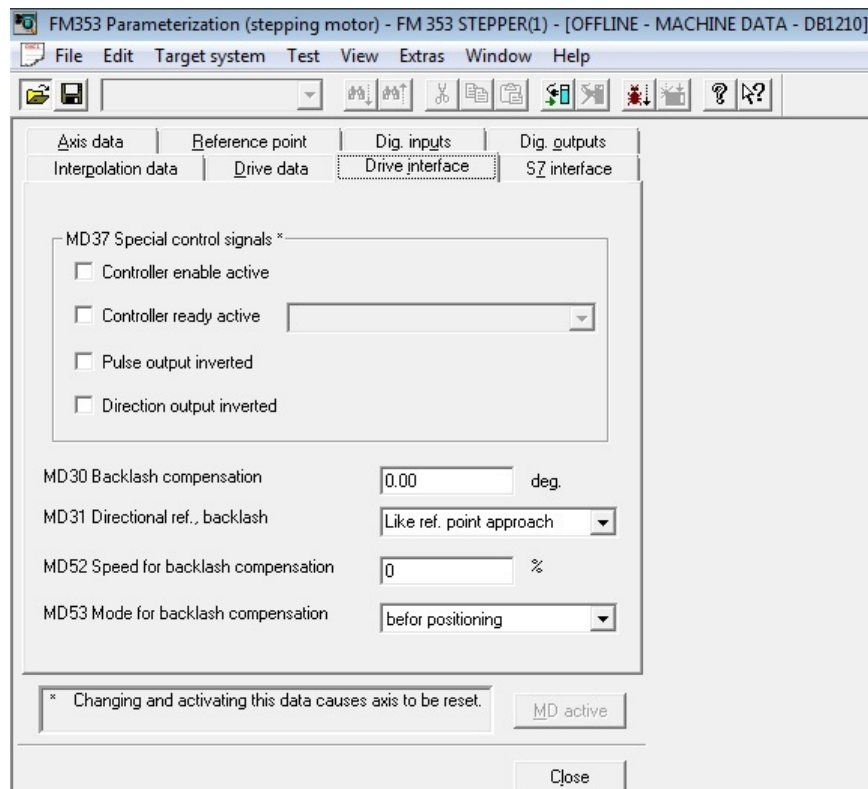 FM353 Parameterization (stepping motor) - FM 353 STEPPER(1) - [OFFLINE - MACHINE DATA - DB1210]
File Edit Target system Test View Extras Window Help
Axis data Reference point Dig. inputs Dig. outputs
Interpolation data Drive data Drive interface S7 interface
MD37 Special control signals *
Controller enable active
Controller ready active
Pulse output inverted
Direction output inverted
MD30 Backlash compensation 0.00 deg.
MD31 Directional ref., backlash Like ref. point approach
MD52 Speed for backlash compensation 0 %
MD53 Mode for backlash compensation befor positioning
* Changing and activating this data causes axis to be reset. MD active
Close